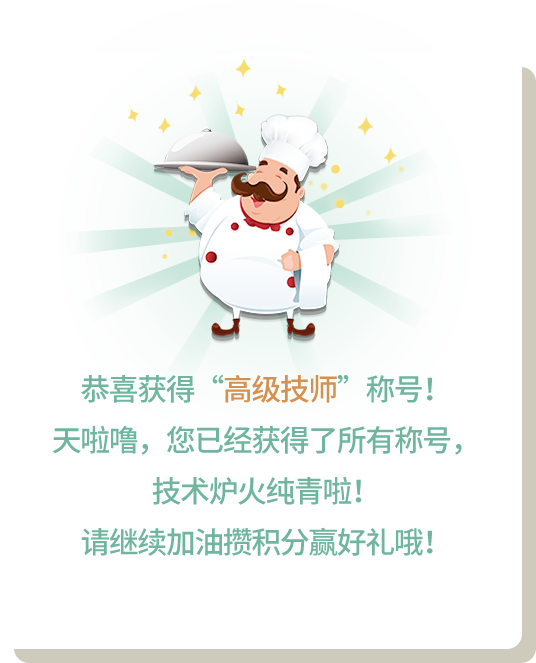 恭喜获得“高级技师”称号！
天啦噜，您已经获得了所有称号，
技术炉火纯青啦！
请继续加油攒积分赢好礼哦！